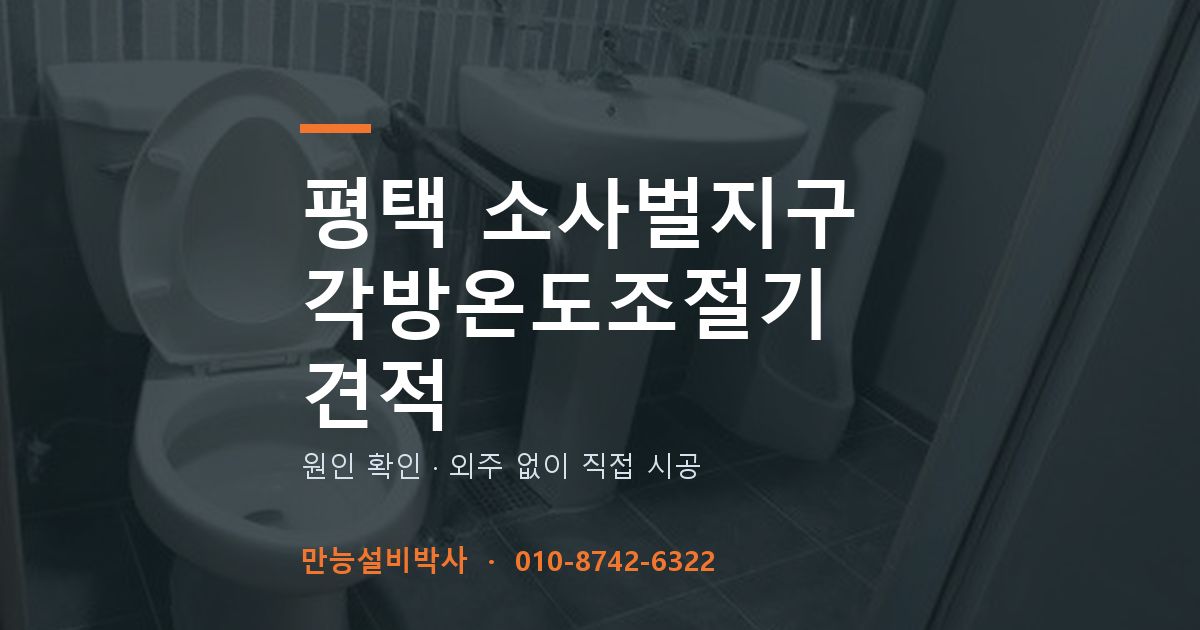 평택 소사벌지구
각방온도조절기
견적
원인 확인 · 외주 없이 직접 시공
만능설비박사 · 010-8742-6322